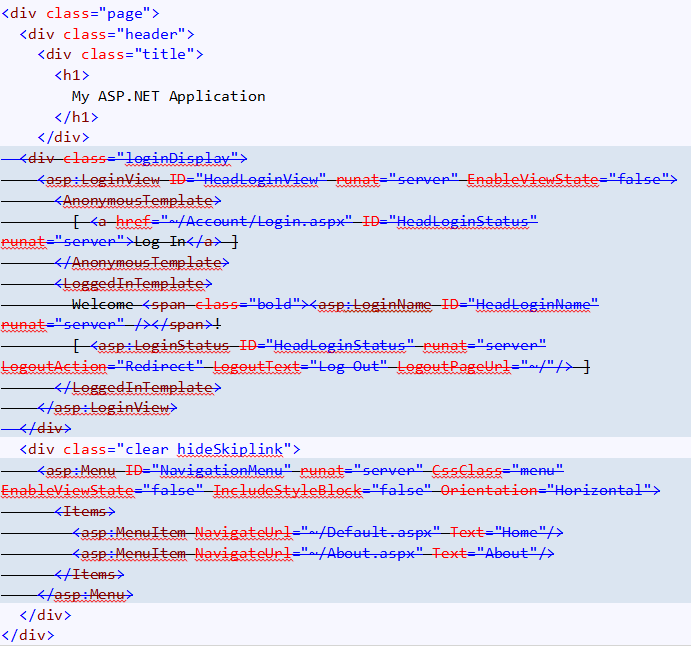 <div class="page">
  <div class="header">
    <div class="title">
      <h1>
        My ASP.NET Application
      </h1>
    </div>
  <div class="loginDisplay">
    <asp:LoginView ID="HeadLoginView" runat="server" EnableViewState="false">
      <AnonymousTemplate>
        [ <a href="~/Account/Login.aspx" ID="HeadLoginStatus"
runat="server">Log In</a> ]
      </AnonymousTemplate>
      <LoggedInTemplate>
        Welcome <span class="bold"><asp:LoginName ID="HeadLoginName"
runat="server" /></span>!
        [ <asp:LoginStatus ID="HeadLoginStatus" runat="server"
LogoutAction="Redirect" LogoutText="Log Out" LogoutPageUrl="~/"/> ]
      </LoggedInTemplate>
    </asp:LoginView>
  </div>
  <div class="clear hideSkiplink">
    <asp:Menu ID="NavigationMenu" runat="server" CssClass="menu"
EnableViewState="false" IncludeStyleBlock="false" Orientation="Horizontal">
      <Items>
        <asp:MenuItem NavigateUrl="~/Default.aspx" Text="Home"/>
        <asp:MenuItem NavigateUrl="~/About.aspx" Text="About"/>
      </Items>
    </asp:Menu>
  </div>
</div>